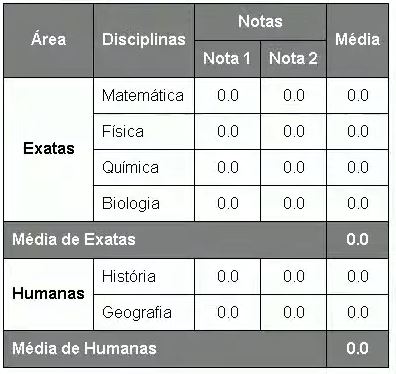 Área Disciplinas Notas Média
Nota 1 Nota 2
Exatas
Matemática 0.0 0.0 0.0
Física 0.0 0.0 0.0
Química 0.0 0.0 0.0
Biologia 0.0 0.0 0.0
Média de Exatas 0.0
Humanas
História 0.0 0.0 0.0
Geografia 0.0 0.0 0.0
Média de Humanas 0.0